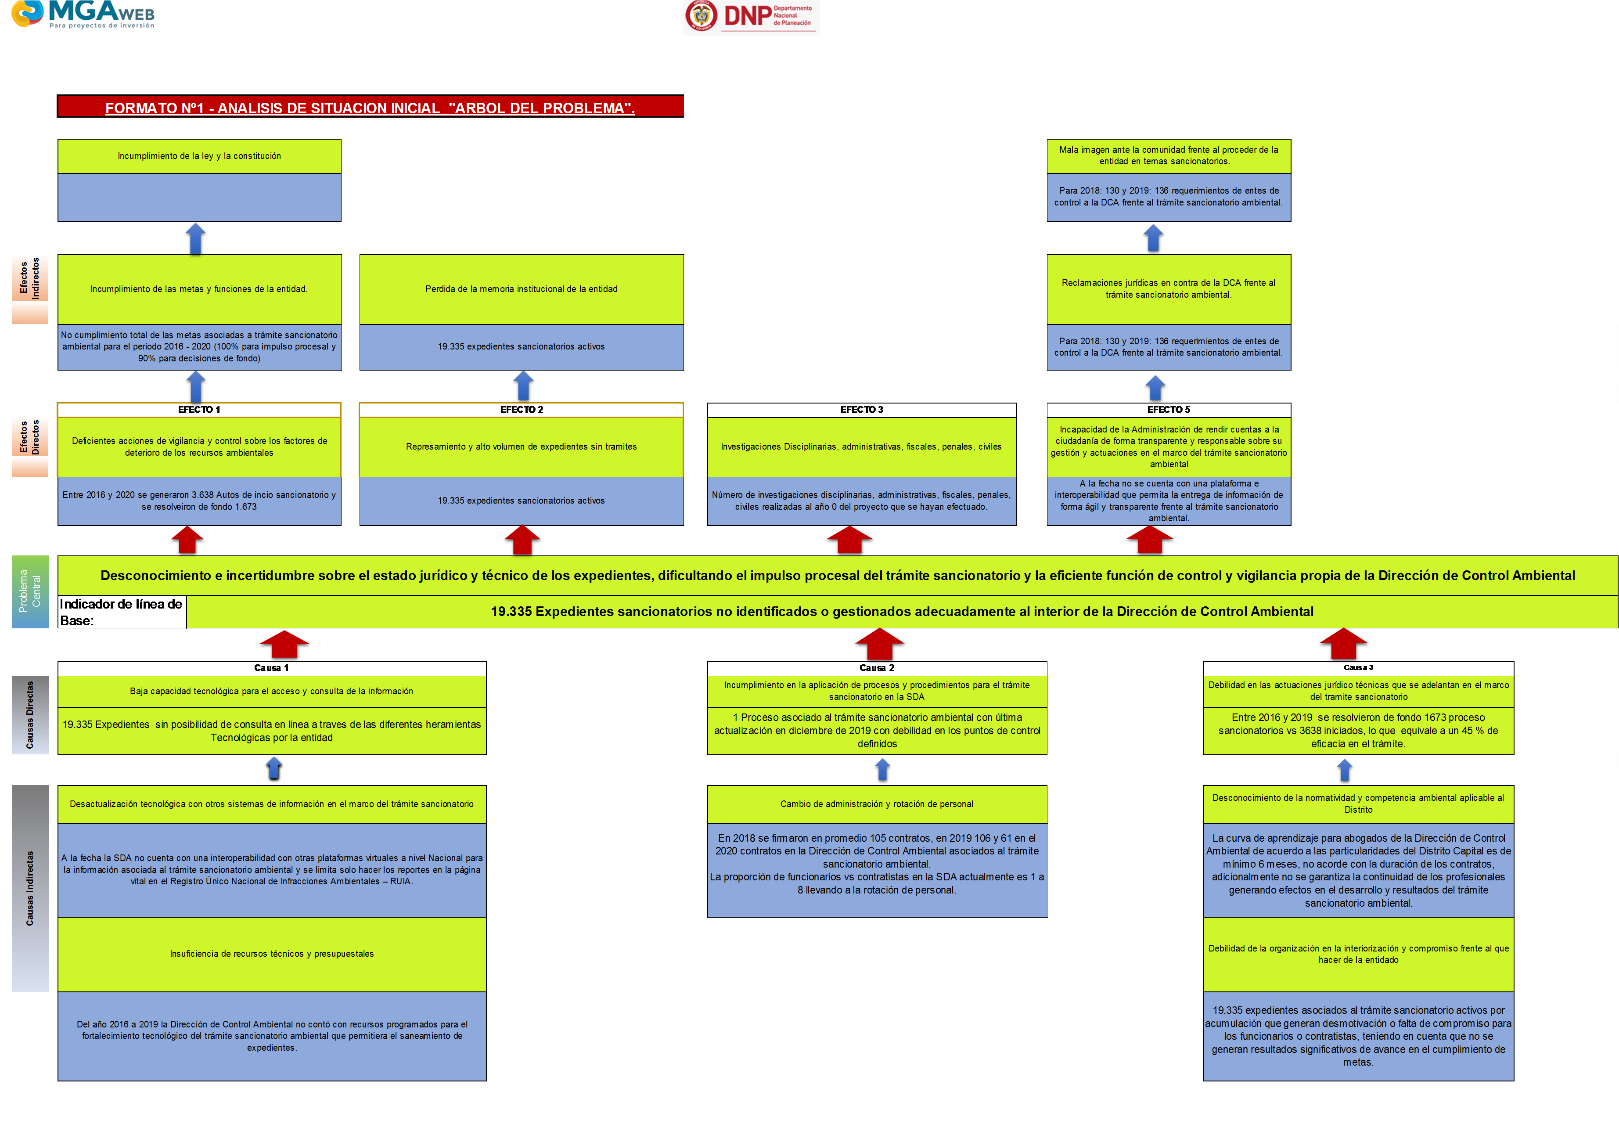 MGAWEB
Para proyectos de inversión
DNP
Departamento
Nacional
de Planeación
FORMATO Nº1 - ANALISIS DE SITUACION INICIAL "ARBOL DEL PROBLEMA".
Incumplimiento de la ley y la constitución
Mala imagen ante la comunidad frente al proceder de la
entidad en temas sancionatorios.
Para 2018: 130 y 2019: 136 requerimientos de entes de
control a la DCA frente al trámite sancionatorio ambiental.
Efectos
Indirectos
Incumplimiento de las metas y funciones de la entidad.
No cumplimiento total de las metas asociadas a trámite sancionatorio
ambiental para el periodo 2016 - 2020 (100% para impulso procesal y
90% para decisiones de fondo)
Perdida de la memoria institucional de la entidad
19.335 expedientes sancionatorios activos
Reclamaciones jurídicas en contra de la DCA frente al
trámite sancionatorio ambiental.
Para 2018: 130 y 2019: 136 requerimientos de entes de
control a la DCA frente al trámite sancionatorio ambiental.
Efectos
Directos
EFECTO 1
Deficientes acciones de vigilancia y control sobre los factores de
deterioro de los recursos ambientales
Entre 2016 y 2020 se generaron 3.638 Autos de incio sancionatorio y
se resolveiron de fondo 1.673
EFECTO 2
Represamiento y alto volumen de expedientes sin tramites
19.335 expedientes sancionatorios activos
EFECTO 3
Investigaciones Disciplinarias, administrativas, fiscales, penales, civiles
Número de investigaciones disciplinarias, administrativas, fiscales, penales,
civiles realizadas al año 0 del proyecto que se hayan efectuado.
EFECTO 5
Incapacidad de la Administración de rendir cuentas a la
ciudadanía de forma transparente y responsable sobre su
gestión y actuaciones en el marco del trámite sancionatorio
ambiental
A la fecha no se cuenta con una plataforma e
interoperabilidad que permita la entrega de información de
forma ágil y transparente frente al trámite sancionatorio
ambiental.
Problema
Central
Desconocimiento e incertidumbre sobre el estado jurídico y técnico de los expedientes, dificultando el impulso procesal del trámite sancionatorio y la eficiente función de control y vigilancia propia de la Dirección de Control Ambiental
Indicador de línea de
Base:
19.335 Expedientes sancionatorios no identificados o gestionados adecuadamente al interior de la Dirección de Control Ambiental
Causas Directas
Causa 1
Baja capacidad tecnológica para el acceso y consulta de la información
19.335 Expedientes  sin posibilidad de consulta en linea a traves de las diferentes heramientas
Tecnológicas por la entidad
Causa 2
Incumplimiento en la aplicación de procesos y procedimientos para el trámite
sancionatorio en la SDA
1 Proceso asociado al trámite sancionatorio ambiental con última
actualización en diciembre de 2019 con debilidad en los puntos de control
definidos
Causa 3
Debilidad en las actuaciones jurídico técnicas que se adelantan en el marco
del tramite sancionatorio
Entre 2016 y 2019  se resolvieron de fondo 1673 proceso
sancionatorios vs 3638 iniciados, lo que  equivale a un 45 % de
eficacia en el trámite.
Causas Indirectas
Desactualización tecnológica con otros sistemas de información en el marco del trámite sancionatorio
A la fecha la SDA no cuenta con una interoperabilidad con otras plataformas virtuales a nivel Nacional para
la información asociada al trámite sancionatorio ambiental y se limita solo hacer los reportes en la página
vital en el Registro Único Nacional de Infracciones Ambientales – RUIA.
Insuficiencia de recursos técnicos y presupuestales
Del año 2016 a 2019 la Dirección de Control Ambiental no contó con recursos programados para el
fortalecimiento tecnológico del trámite sancionatorio ambiental que permitiera el saneamiento de
expedientes.
Cambio de administración y rotación de personal
En 2018 se firmaron en promedio 105 contratos, en 2019 106 y 61 en el
2020 contratos en la Dirección de Control Ambiental asociados al trámite
sancionatorio ambiental.
La proporción de funcionarios vs contratistas en la SDA actualmente es 1 a
8 llevando a la rotación de personal.
Desconocimiento de la normatividad y competencia ambiental aplicable al
Distrito
La curva de aprendizaje para abogados de la Dirección de Control
Ambiental de acuerdo a las particularidades del Distrito Capital es de
mínimo 6 meses, no acorde con la duración de los contratos,
adicionalmente no se garantiza la continuidad de los profesionales
generando efectos en el desarrollo y resultados del trámite
sancionatorio ambiental.
Debilidad de la organización en la interiorización y compromiso frente al que
hacer de la entidado
19.335 expedientes asociados al trámite sancionatorio activos por
acumulación que generan desmotivación o falta de compromiso para
los funcionarios o contratistas, teniendo en cuenta que no se
generan resultados significativos de avance en el cumplimiento de
metas.